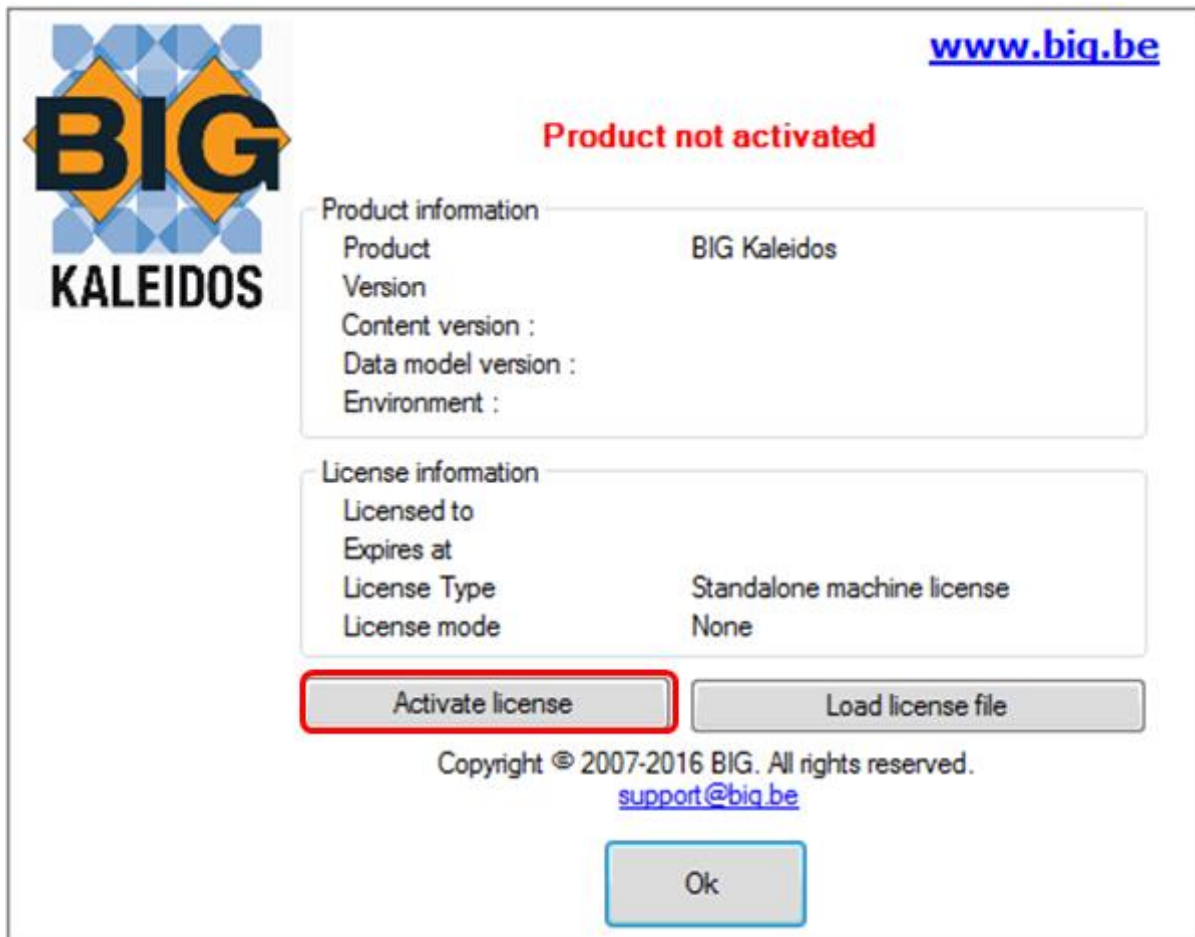 www.big.be
BIG
KALEIDOS
Product not activated
Product information
Product BIG Kaleidos
Version
Content version :
Data model version :
Environment :
License information
Licensed to
Expires at
License Type Standalone machine license
License mode None
Activate license Load license file
Copyright © 2007-2016 BIG. All rights reserved.
support@big.be
Ok